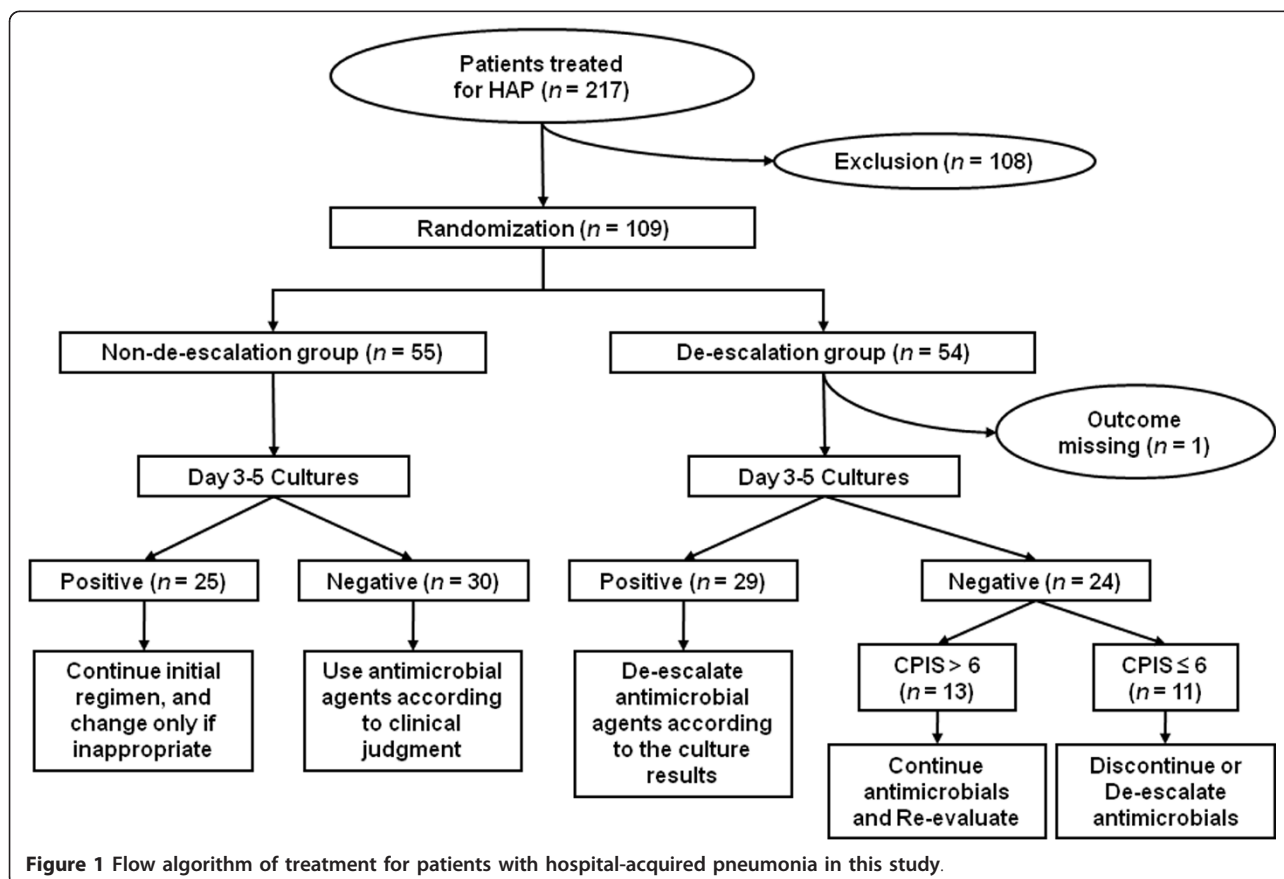 Patients treated
for HAP (n = 217)
Exclusion (n = 108)
Randomization (n = 109)
Non-de-escalation group (n = 55)
De-escalation group (n = 54)
Outcome
missing (n = 1)
Day 3-5 Cultures
Day 3-5 Cultures
Positive (n = 25)
Negative (n = 30)
Positive (n = 29)
Negative (n = 24)
Continue initial
regimen, and
change only if
inappropriate
Use antimicrobial
agents according
to clinical
judgment
De-escalate
antimicrobial
agents according
to the culture
results
CPIS > 6
(n = 13)
CPIS ≤ 6
(n = 11)
Continue
antimicrobials
and Re-evaluate
Discontinue or
De-escalate
antimicrobials
Figure 1 Flow algorithm of treatment for patients with hospital-acquired pneumonia in this study.